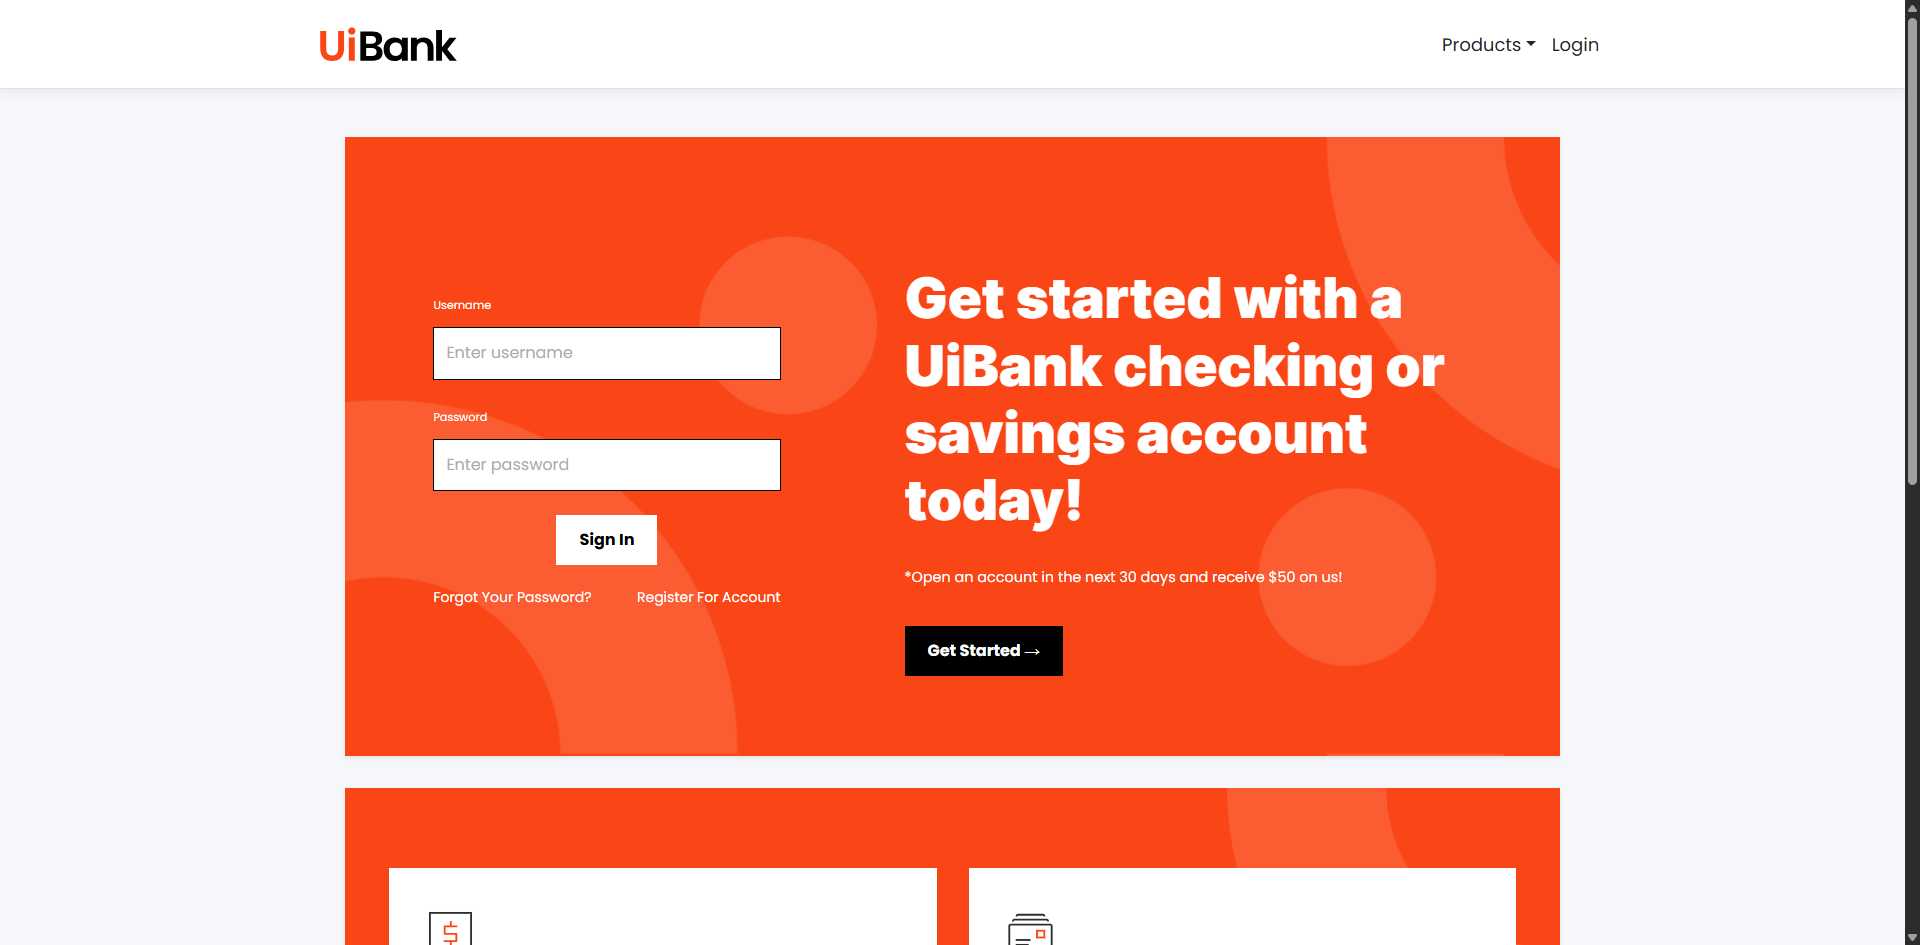 UiBank
Products
Login
Username
Enter username
Password
Enter password
Sign In
Forgot Your Password?
Register For Account
Get started with a
UiBank checking or
savings account
today!
*Open an account in the next 30 days and receive $50 on us!
Get Started →